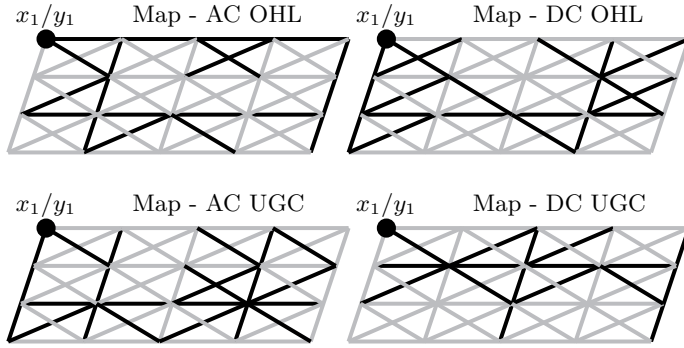 x₁/y₁ Map - AC OHL
x₁/y₁ Map - DC OHL
x₁/y₁ Map - AC UGC
x₁/y₁ Map - DC UGC